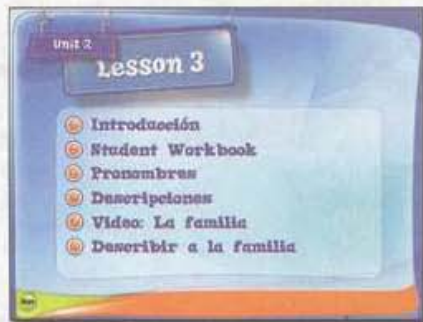 Unit 2
Lesson 3
Introducción
Student Workbook
Pronombres
Descripciones
Video: La familia
Describir a la familia